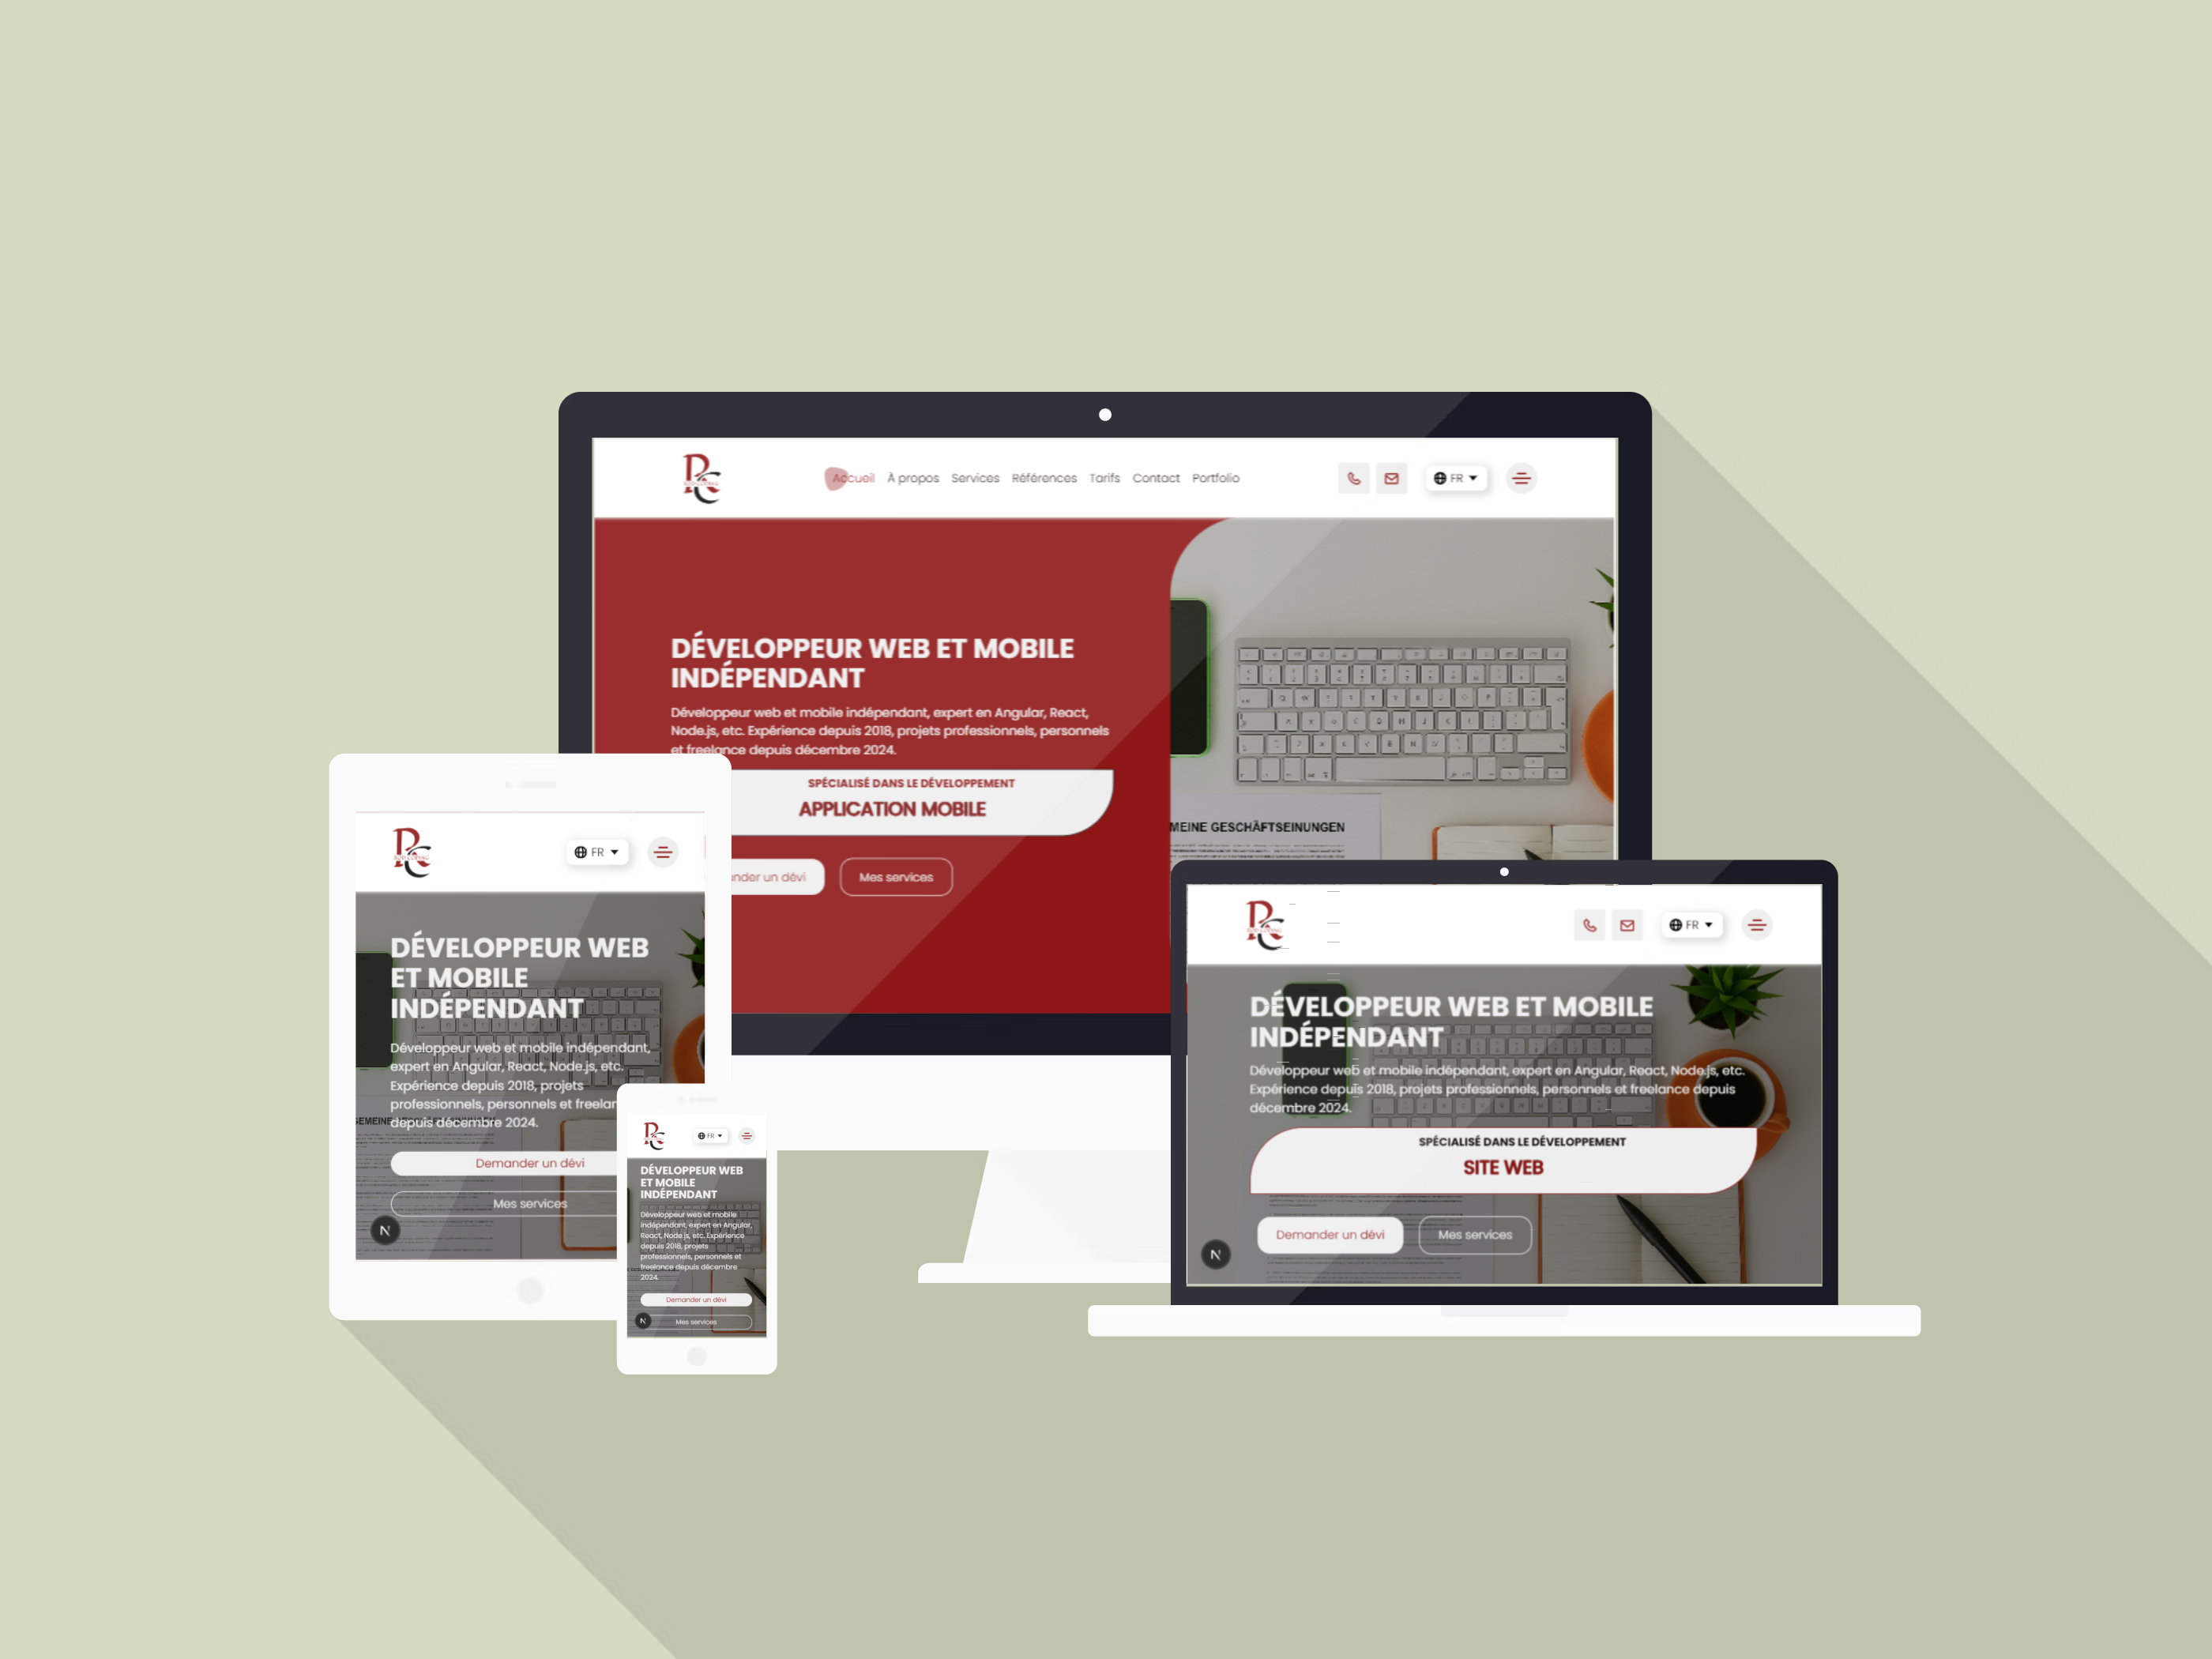 RC
Accueil À propos Services Références Tarifs Contact Portfolio
FR
DÉVELOPPEUR WEB ET MOBILE
INDÉPENDANT
Développeur web et mobile indépendant, expert en Angular, React,
Node.js, etc. Expérience depuis 2018, projets professionnels, personnels
et freelance depuis décembre 2024.
SPÉCIALISÉ DANS LE DÉVELOPPEMENT
APPLICATION MOBILE
nder un dévi Mes services
MEINE GESCHÄFTSEINUNGEN
RC
FR
DÉVELOPPEUR WEB
ET MOBILE
INDÉPENDANT
Développeur web et mobile indépendant,
expert en Angular, React, Node.js, etc.
Expérience depuis 2018, projets
professionnels, personnels et freelan
depuis décembre 2024.
Demander un dévi
Mes services
N
RC
FR
DÉVELOPPEUR WEB
ET MOBILE
INDÉPENDANT
Développeur web et mobile
indépendant, expert en Angular,
React, Node.js, etc. Expérience
depuis 2018, projets
professionnels, personnels et
freelance depuis décembre
2024.
Demander un dévi
Mes services
N
RC
FR
DÉVELOPPEUR WEB ET MOBILE
INDÉPENDANT
Développeur web et mobile indépendant, expert en Angular, React, Node.js, etc.
Expérience depuis 2018, projets professionnels, personnels et freelance depuis
décembre 2024.
SPÉCIALISÉ DANS LE DÉVELOPPEMENT
SITE WEB
Demander un dévi Mes services
N